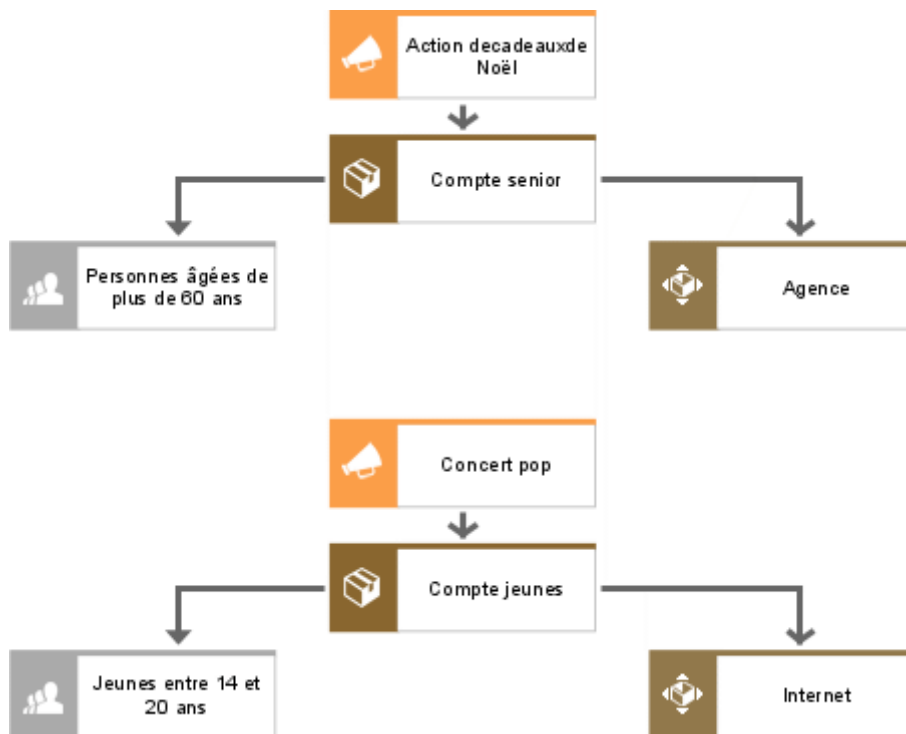 Action decadeauxde
Noël
Compte senior
Personnes âgées de
plus de 60 ans
Agence
Concert pop
Compte jeunes
Jeunes entre 14 et
20 ans
Internet